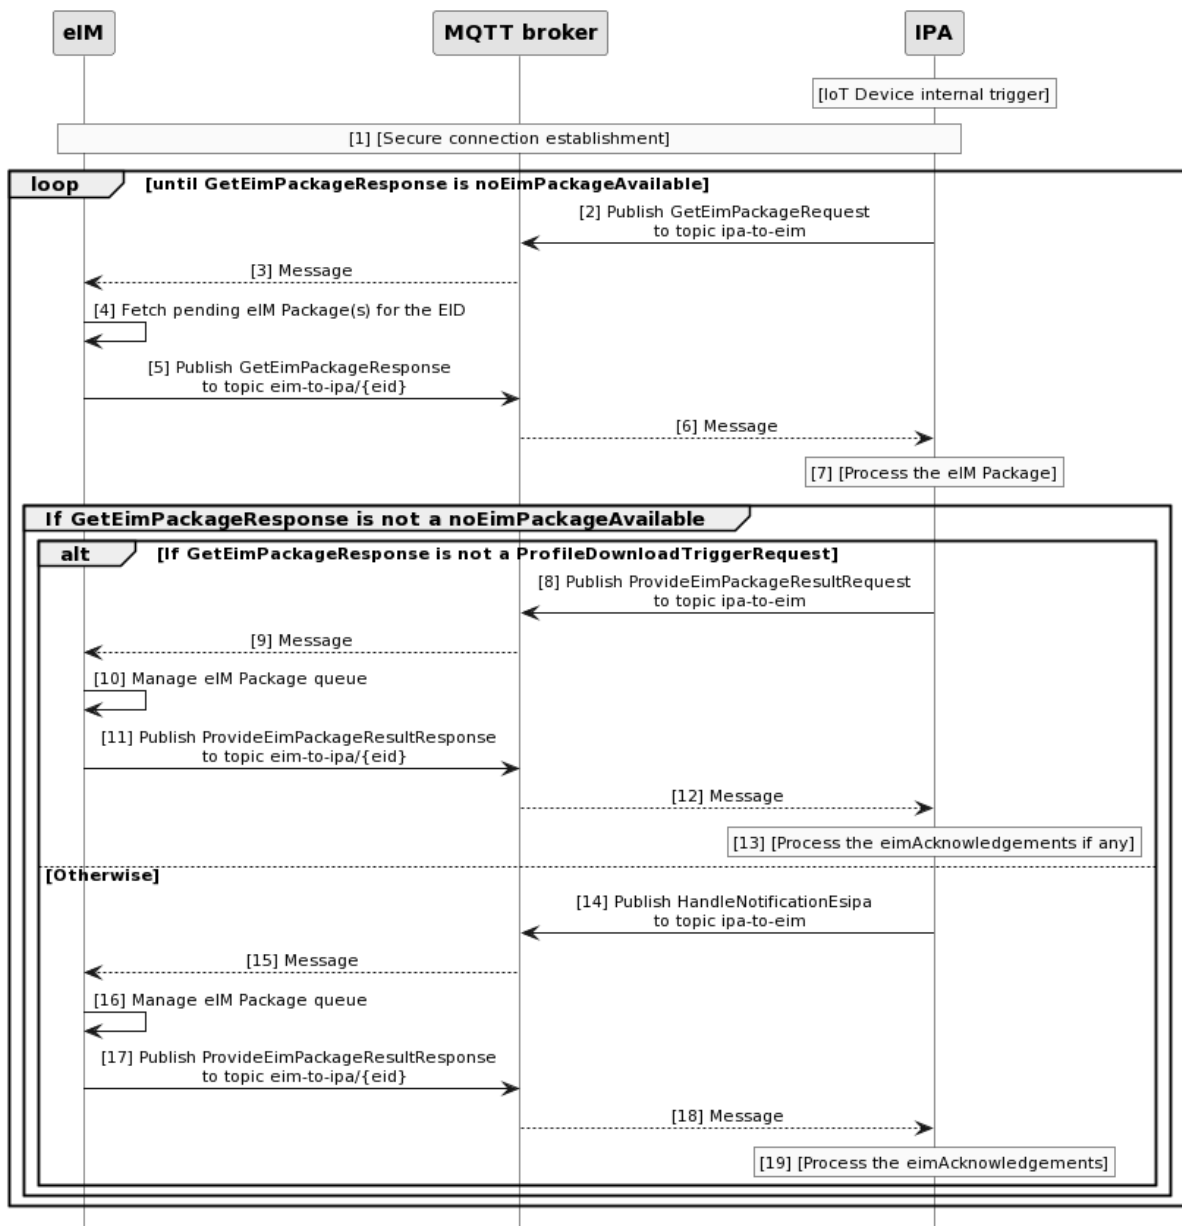 eIM
MQTT broker
IPA
[IoT Device internal trigger]
[1] [Secure connection establishment]
loop
[until GetEimPackageResponse is noEimPackageAvailable]
[2] Publish GetEimPackageRequest
to topic ipa-to-eim
[3] Message
[4] Fetch pending eIM Package(s) for the EID
[5] Publish GetEimPackageResponse
to topic eim-to-ipa/{eid}
[6] Message
[7] [Process the eIM Package]
If GetEimPackageResponse is not a noEimPackageAvailable
alt
[If GetEimPackageResponse is not a ProfileDownloadTriggerRequest]
[8] Publish ProvideEimPackageResultRequest
to topic ipa-to-eim
[9] Message
[10] Manage eIM Package queue
[11] Publish ProvideEimPackageResultResponse
to topic eim-to-ipa/{eid}
[12] Message
[13] [Process the eimAcknowledgements if any]
[Otherwise]
[14] Publish HandleNotificationEsipa
to topic ipa-to-eim
[15] Message
[16] Manage eIM Package queue
[17] Publish ProvideEimPackageResultResponse
to topic eim-to-ipa/{eid}
[18] Message
[19] [Process the eimAcknowledgements]